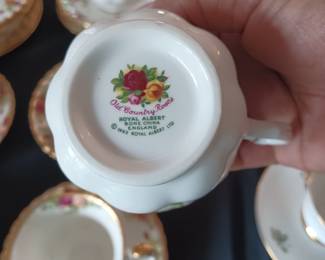 Old Country Roses
ROYAL ALBERT
BONE CHINA
ENGLAND
© 1962 ROYAL ALBERT LTD